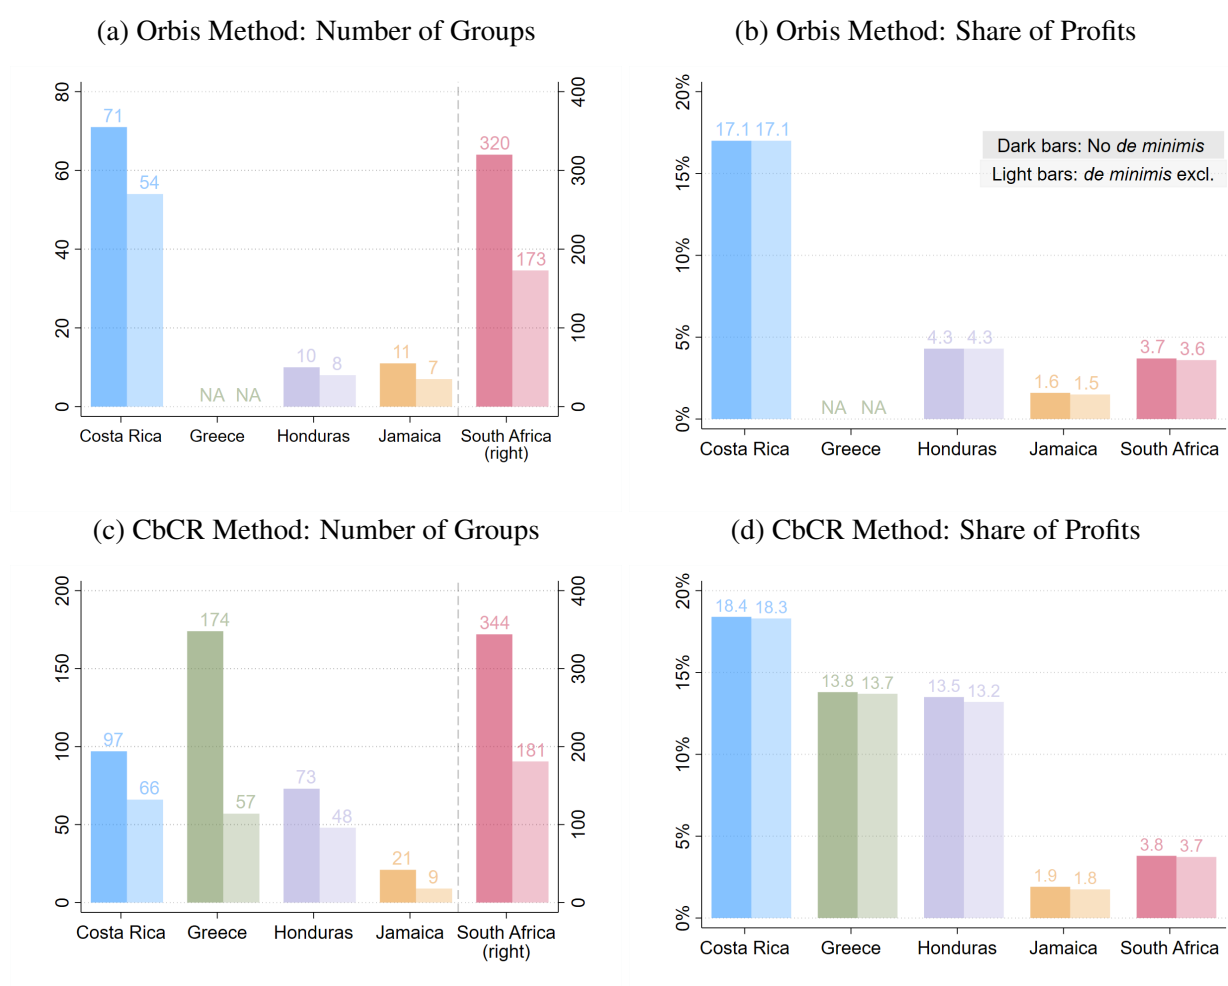 (a) Orbis Method: Number of Groups
80
60
40
20
0
400
300
200
100
0
71
54
NA NA
10
8
11
7
320
173
Costa Rica
Greece
Honduras
Jamaica
South Africa
(right)
(b) Orbis Method: Share of Profits
20%
15%
10%
5%
0%
17.1 17.1
NA NA
4.3 4.3
1.6 1.5
3.7 3.6
Dark bars: No de minimis
Light bars: de minimis excl.
Costa Rica
Greece
Honduras
Jamaica
South Africa
(c) CbCR Method: Number of Groups
200
150
100
50
0
400
300
200
100
0
97
66
174
57
73
48
21
9
344
181
Costa Rica
Greece
Honduras
Jamaica
South Africa
(right)
(d) CbCR Method: Share of Profits
20%
15%
10%
5%
0%
18.4 18.3
13.8 13.7
13.5 13.2
1.9 1.8
3.8 3.7
Costa Rica
Greece
Honduras
Jamaica
South Africa